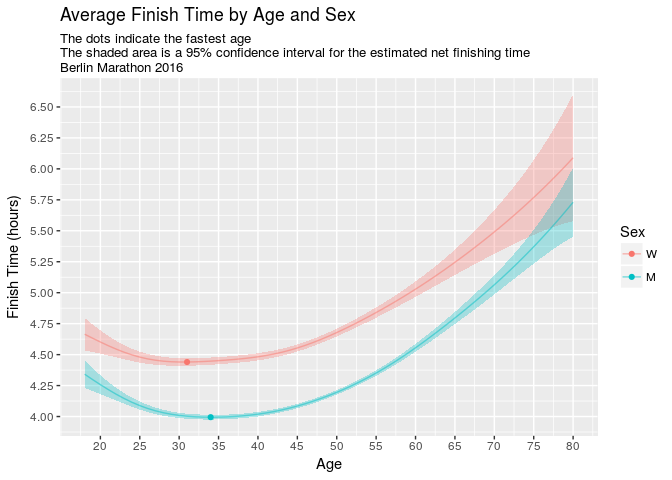 Average Finish Time by Age and Sex
The dots indicate the fastest age
The shaded area is a 95% confidence interval for the estimated net finishing time
Berlin Marathon 2016
6.50
6.25
6.00
5.75
5.50
5.25
5.00
4.75
4.50
4.25
4.00
Finish Time (hours)
20 25 30 35 40 45 50 55 60 65 70 75 80
Age
Sex
W
M